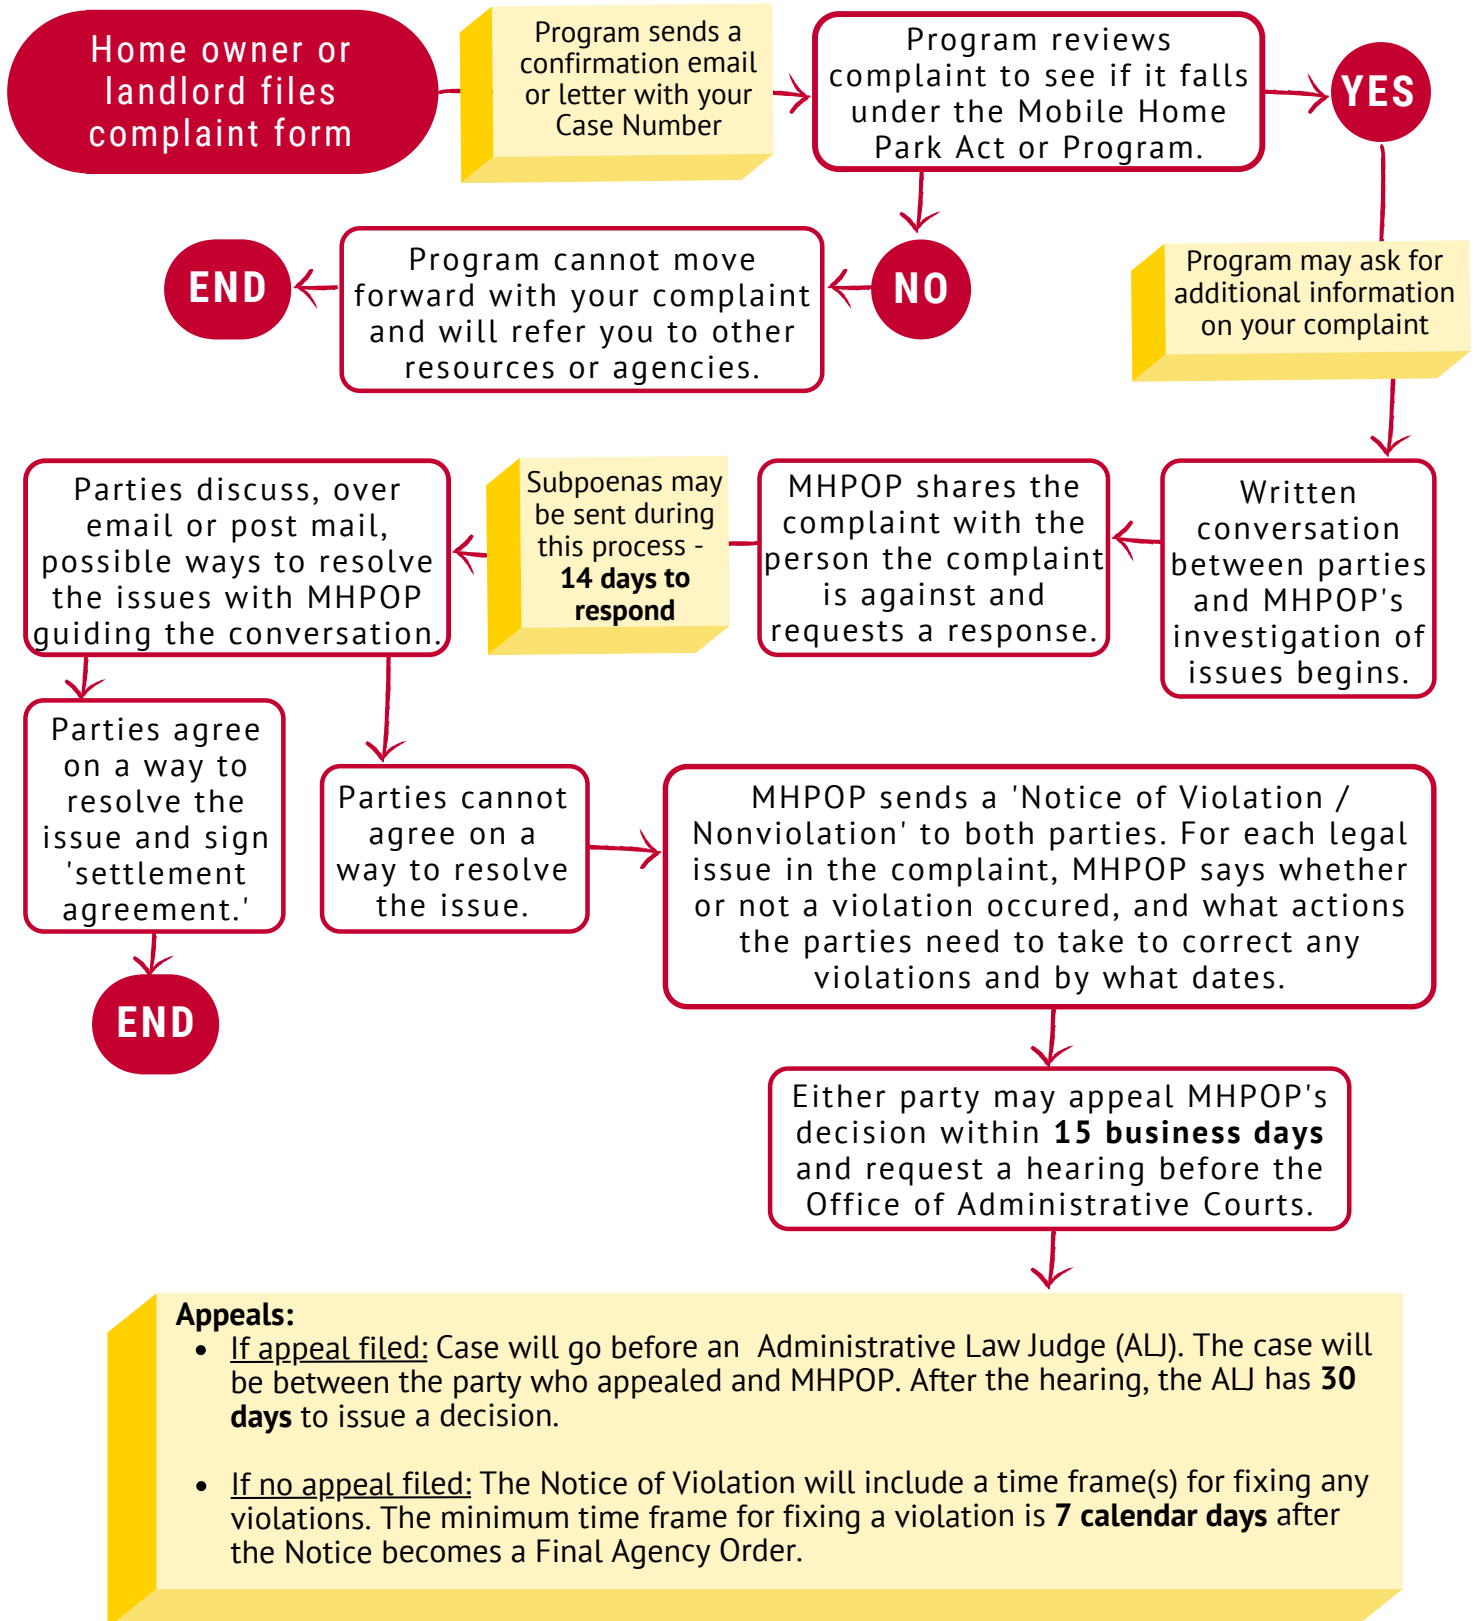 Home owner or
landlord files
complaint form
Program sends a
confirmation email
or letter with your
Case Number
Program reviews
complaint to see if it falls
under the Mobile Home
Park Act or Program.
YES
END
Program cannot move
forward with your complaint
and will refer you to other
resources or agencies.
NO
Program may ask for
additional information
on your complaint
Written
conversation
between parties
and MHPOP's
investigation of
issues begins.
MHPOP shares the
complaint with the
person the complaint
is against and
requests a response.
Subpoenas may
be sent during
this process -
14 days to
respond
Parties discuss, over
email or post mail,
possible ways to resolve
the issues with MHPOP
guiding the conversation.
Parties agree
on a way to
resolve the
issue and sign
'settlement
agreement.'
END
Parties cannot
agree on a
way to resolve
the issue.
MHPOP sends a 'Notice of Violation /
Nonviolation' to both parties. For each legal
issue in the complaint, MHPOP says whether
or not a violation occured, and what actions
the parties need to take to correct any
violations and by what dates.
Either party may appeal MHPOP's
decision within 15 business days
and request a hearing before the
Office of Administrative Courts.
Appeals:
• If appeal filed: Case will go before an Administrative Law Judge (ALJ). The case will
be between the party who appealed and MHPOP. After the hearing, the ALJ has 30
days to issue a decision.
• If no appeal filed: The Notice of Violation will include a time frame(s) for fixing any
violations. The minimum time frame for fixing a violation is 7 calendar days after
the Notice becomes a Final Agency Order.